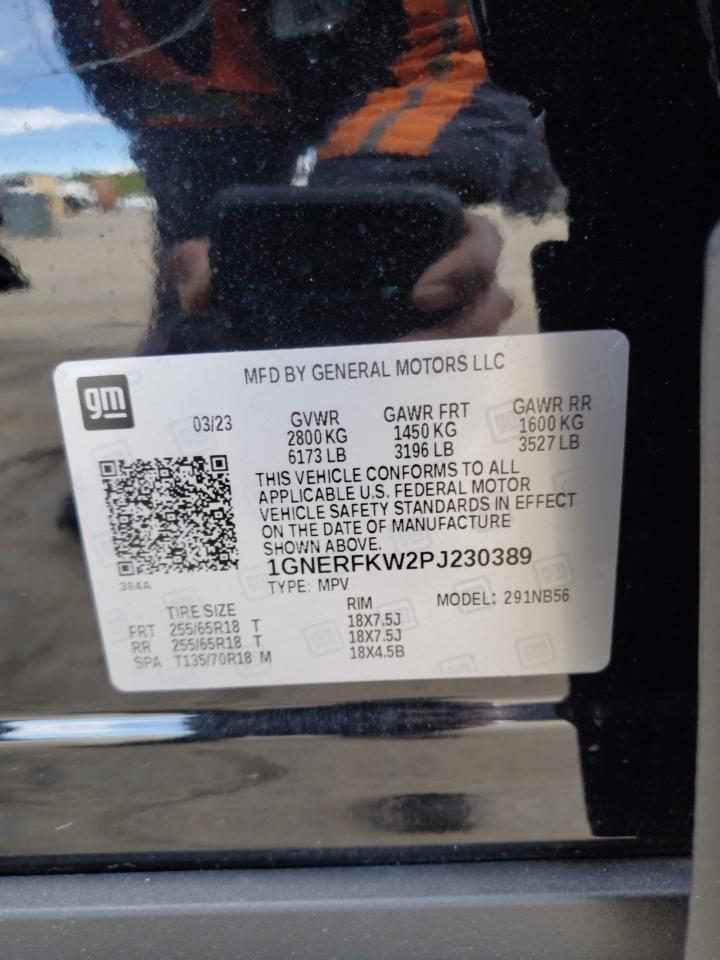 gm
MFD BY GENERAL MOTORS LLC
03/23
GVWR GAWR FRT GAWR RR
2800 KG 1450 KG 1600 KG
6173 LB 3196 LB 3527 LB
THIS VEHICLE CONFORMS TO ALL
APPLICABLE U.S. FEDERAL MOTOR
VEHICLE SAFETY STANDARDS IN EFFECT
ON THE DATE OF MANUFACTURE
SHOWN ABOVE.
1GNERFKW2PJ230389
384A
TYPE: MPV
MODEL: 291NB56
TIRE SIZE RIM
FRT 255/65R18 T 18X7.5J
RR 255/65R18 T 18X7.5J
SPA T135/70R18 M 18X4.5B